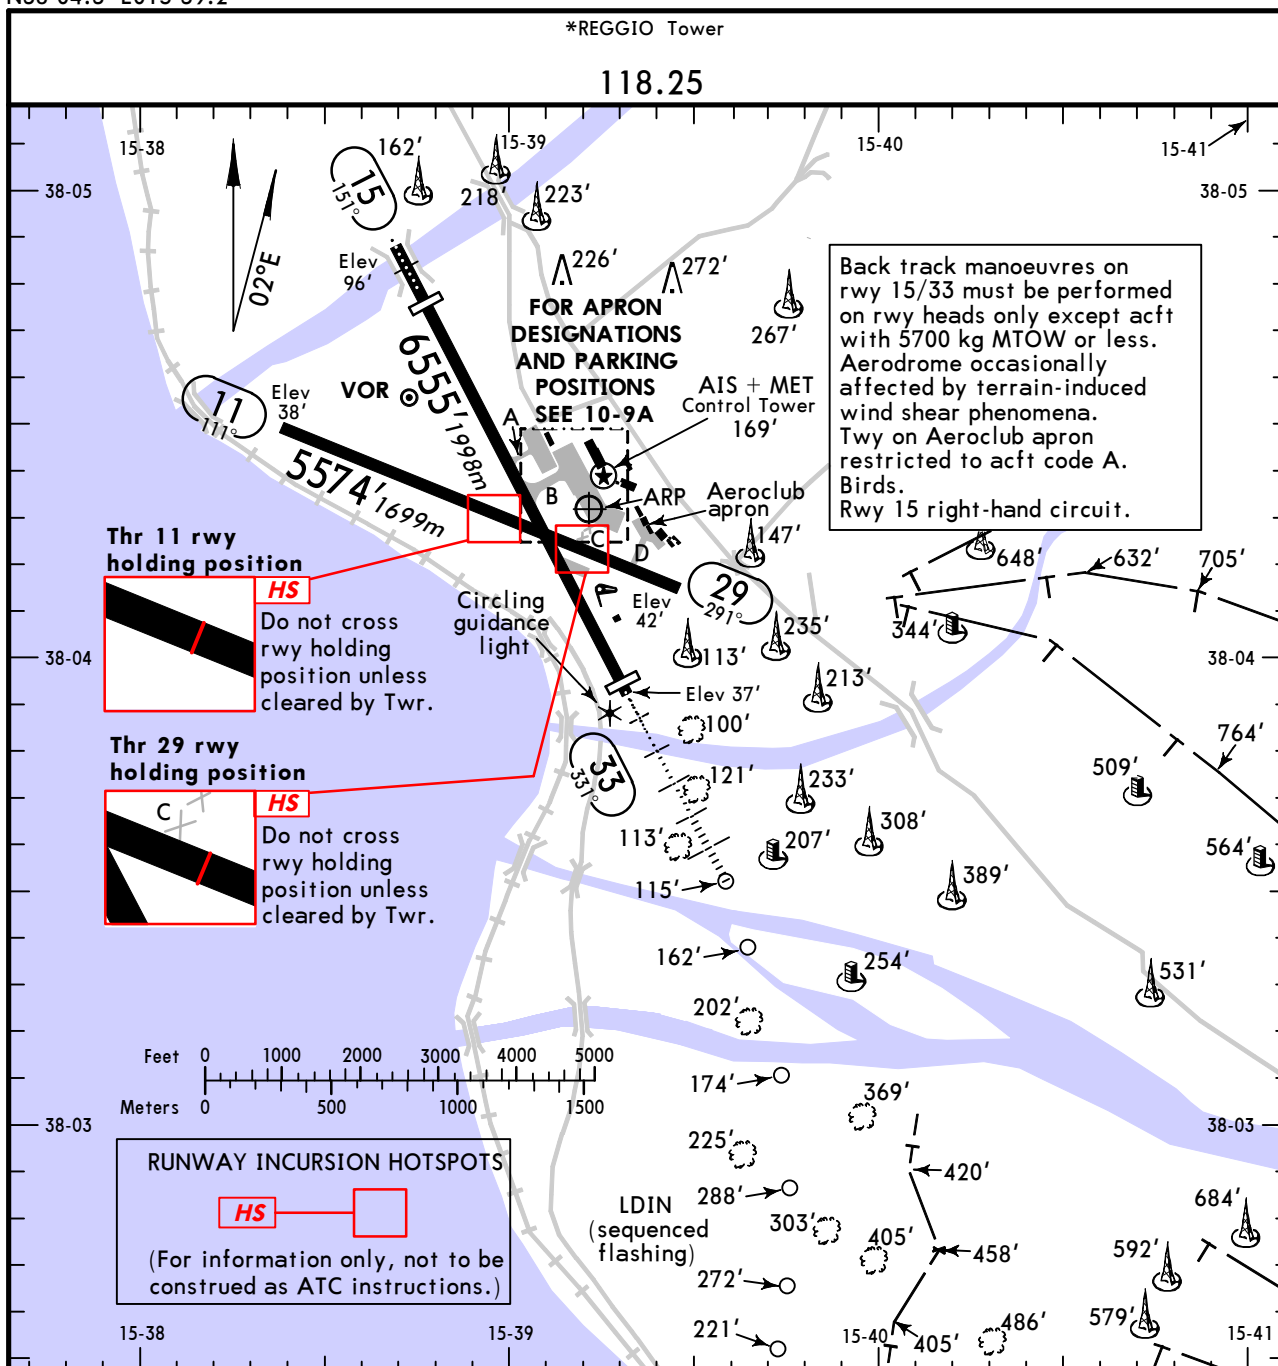 *REGGIO Tower
118.25
15-38
15-39
15-40
15-41
38-05
38-05
162'
218'
223'
15
151°
02°E
Elev
96'
226'
272'
267'
FOR APRON
DESIGNATIONS
AND PARKING
POSITIONS
SEE 10-9A
Back track manoeuvres on
rwy 15/33 must be performed
on rwy heads only except acft
with 5700 kg MTOW or less.
Aerodrome occasionally
affected by terrain-induced
wind shear phenomena.
Twy on Aeroclub apron
restricted to acft code A.
Birds.
Rwy 15 right-hand circuit.
6555' 1998m
VOR
AIS + MET
Control Tower
169'
11
111°
Elev
38'
5574' 1699m
A
B
C
D
ARP
Aeroclub
apron
147'
648'
632'
705'
Thr 11 rwy
holding position
HS
Do not cross
rwy holding
position unless
cleared by Twr.
Circling
guidance
light
Elev
42'
29
291°
235'
344'
38-04
38-04
113'
213'
Elev 37'
100'
764'
Thr 29 rwy
holding position
HS
C
Do not cross
rwy holding
position unless
cleared by Twr.
33
331°
121'
233'
509'
308'
113'
207'
564'
115'
389'
162'
254'
531'
202'
Feet 0 1000 2000 3000 4000 5000
Meters 0 500 1000 1500
174'
369'
38-03
38-03
225'
420'
RUNWAY INCURSION HOTSPOTS
HS
(For information only, not to be
construed as ATC instructions.)
LDIN
(sequenced
flashing)
288'
303'
405'
458'
684'
592'
272'
579'
221'
405'
486'
15-38
15-39
15-40
15-41